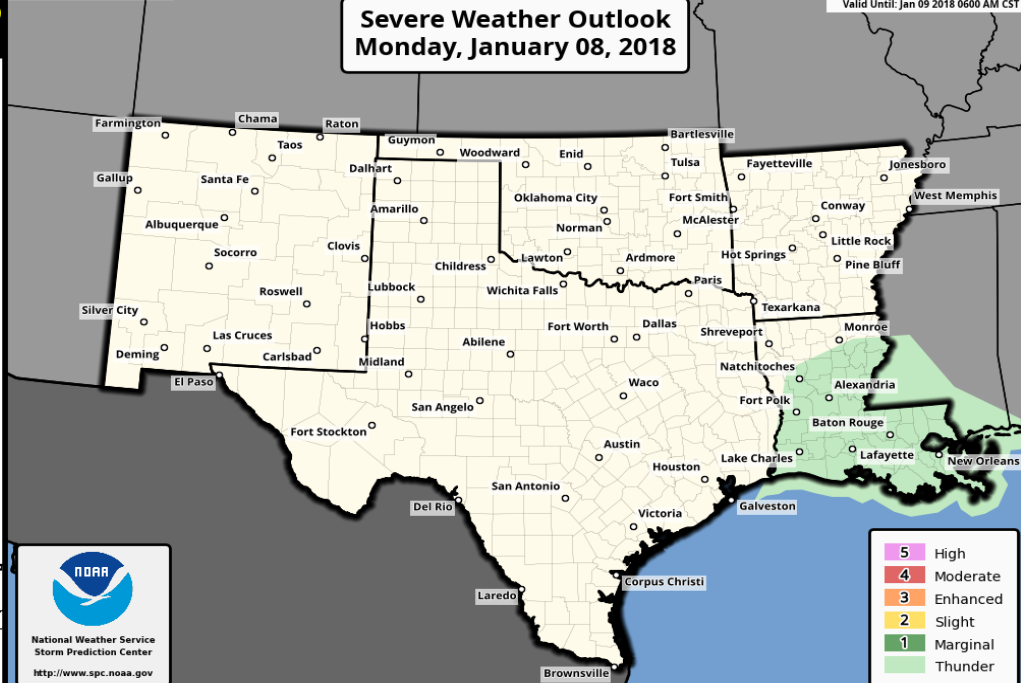 Valid Until: Jan 09 2018 0600 AM CST
Severe Weather Outlook
Monday, January 08, 2018
Farmington
Chama
Raton
Taos
Guymon
Woodward
Enid
Bartlesville
Tulsa
Fayetteville
Jonesboro
Gallup
Santa Fe
Dalhart
Oklahoma City
Fort Smith
West Memphis
Albuquerque
Amarillo
Norman
McAlester
Conway
Socorro
Clovis
Childress
Lawton
Ardmore
Hot Springs
Little Rock
Pine Bluff
Roswell
Lubbock
Wichita Falls
Paris
Texarkana
Silver City
Las Cruces
Hobbs
Fort Worth
Dallas
Shreveport
Monroe
Deming
Carlsbad
Midland
Abilene
Natchitoches
El Paso
Waco
Alexandria
San Angelo
Fort Polk
Fort Stockton
Baton Rouge
Austin
Lake Charles
Lafayette
New Orleans
Houston
San Antonio
Del Rio
Victoria
Galveston
Corpus Christi
Laredo
Brownsville
NOAA
National Weather Service
Storm Prediction Center
http://www.spc.noaa.gov
5 High
4 Moderate
3 Enhanced
2 Slight
1 Marginal
Thunder